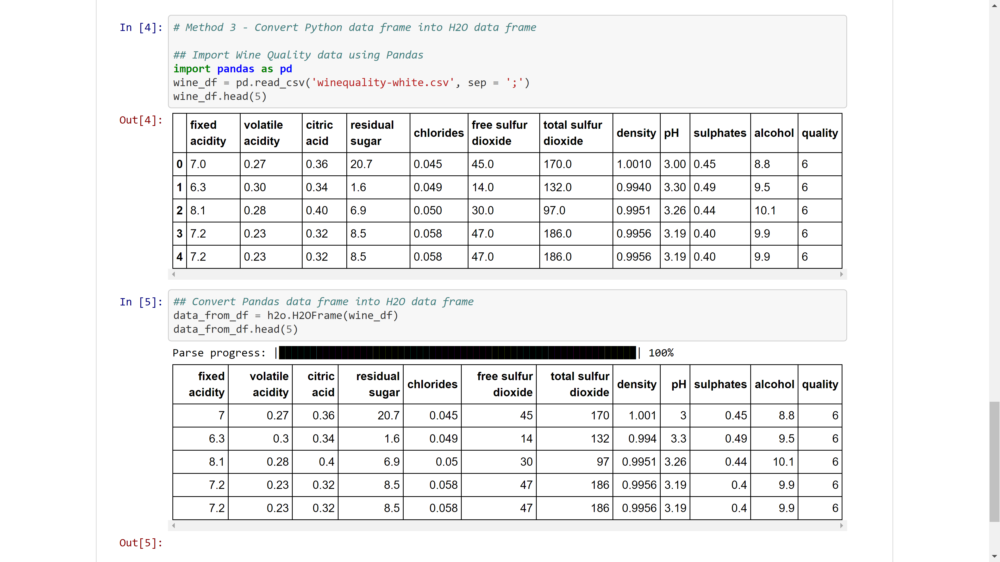 In [4]: # Method 3 - Convert Python data frame into H2O data frame
## Import Wine Quality data using Pandas
import pandas as pd
wine_df = pd.read_csv('winequality-white.csv', sep = ';')
wine_df.head(5)
Out[4]:
fixed acidity volatile acidity citric acid residual sugar chlorides free sulfur dioxide total sulfur dioxide density pH sulphates alcohol quality
0 7.0 0.27 0.36 20.7 0.045 45.0 170.0 1.0010 3.00 0.45 8.8 6
1 6.3 0.30 0.34 1.6 0.049 14.0 132.0 0.9940 3.30 0.49 9.5 6
2 8.1 0.28 0.40 6.9 0.050 30.0 97.0 0.9951 3.26 0.44 10.1 6
3 7.2 0.23 0.32 8.5 0.058 47.0 186.0 0.9956 3.19 0.40 9.9 6
4 7.2 0.23 0.32 8.5 0.058 47.0 186.0 0.9956 3.19 0.40 9.9 6
In [5]: ## Convert Pandas data frame into H2O data frame
data_from_df = h2o.H2OFrame(wine_df)
data_from_df.head(5)
Parse progress: | | 100%
fixed acidity volatile acidity citric acid residual sugar chlorides free sulfur dioxide total sulfur dioxide density pH sulphates alcohol quality
7 0.27 0.36 20.7 0.045 45 170 1.001 3 0.45 8.8 6
6.3 0.3 0.34 1.6 0.049 14 132 0.994 3.3 0.49 9.5 6
8.1 0.28 0.4 6.9 0.05 30 97 0.9951 3.26 0.44 10.1 6
7.2 0.23 0.32 8.5 0.058 47 186 0.9956 3.19 0.4 9.9 6
7.2 0.23 0.32 8.5 0.058 47 186 0.9956 3.19 0.4 9.9 6
Out[5]: